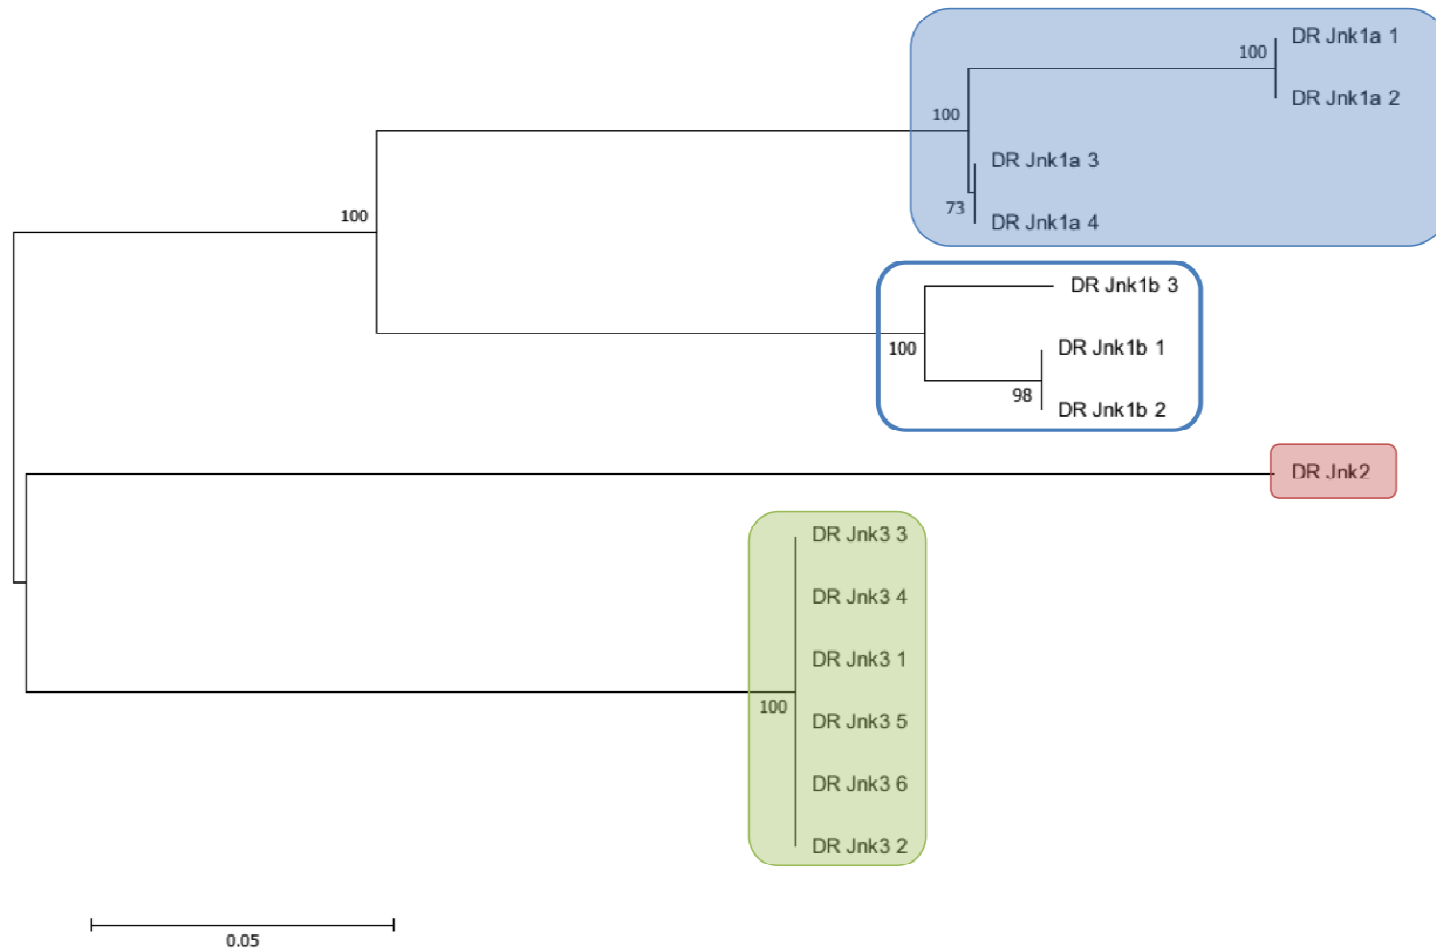 DR Jnk1a 1
100
DR Jnk1a 2
100
DR Jnk1a 3
73
DR Jnk1a 4
100
DR Jnk1b 3
DR Jnk1b 1
100
98
DR Jnk1b 2
DR Jnk2
DR Jnk3 3
DR Jnk3 4
DR Jnk3 1
100
DR Jnk3 5
DR Jnk3 6
DR Jnk3 2
0.05